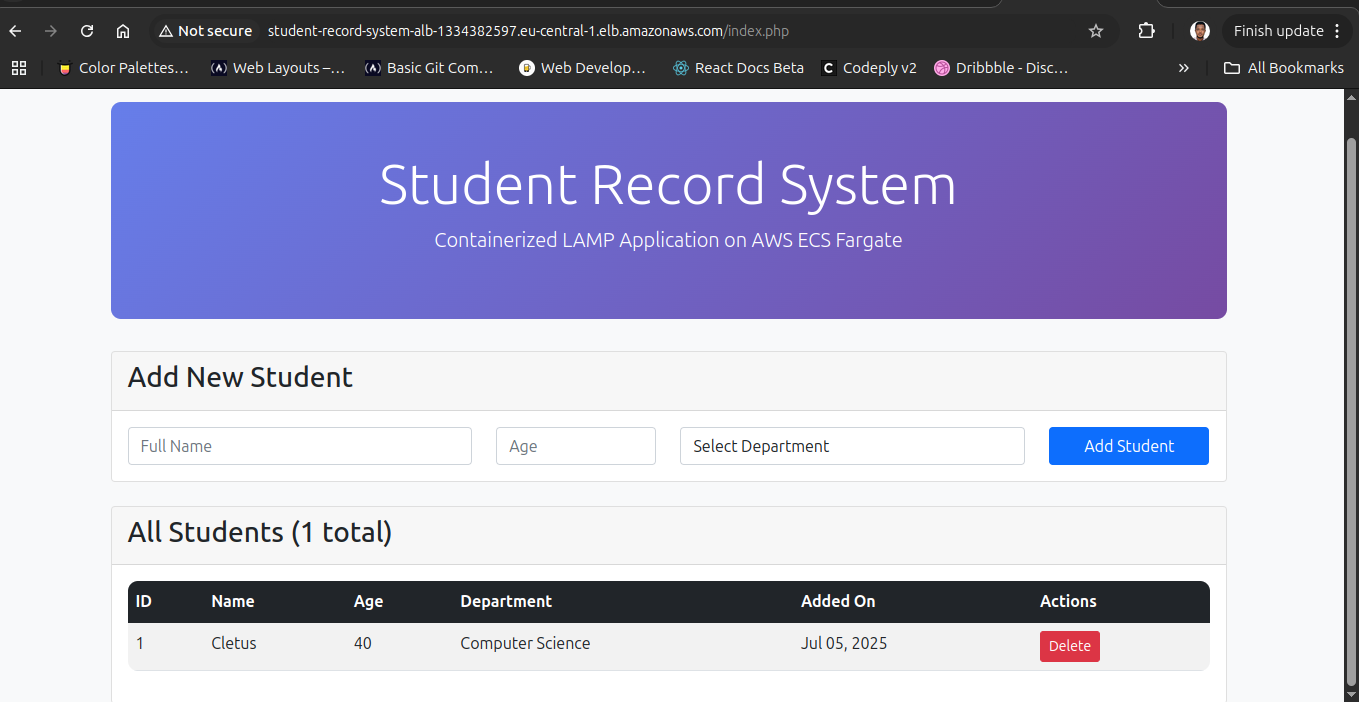 Not secure student-record-system-alb-1334382597.eu-central-1.elb.amazonaws.com/index.php Finish update
Color Palettes... Web Layouts –... Basic Git Com... Web Develop... React Docs Beta Codeply v2 Dribbble - Disc... » All Bookmarks
Student Record System
Containerized LAMP Application on AWS ECS Fargate
Add New Student
Full Name Age Select Department Add Student
All Students (1 total)
ID Name Age Department Added On Actions
1 Cletus 40 Computer Science Jul 05, 2025 Delete